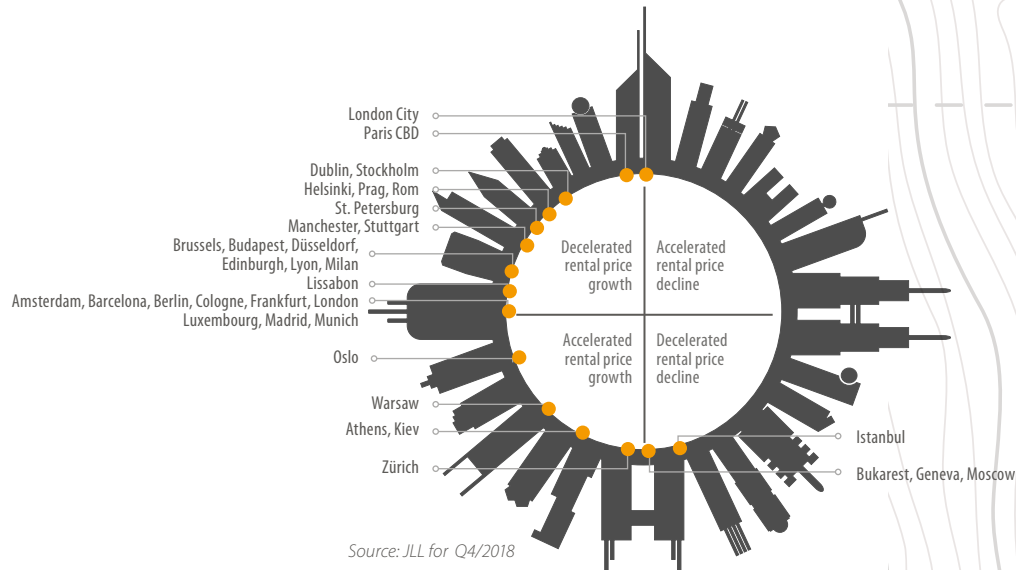 London City
Paris CBD
Dublin, Stockholm
Helsinki, Prag, Rom
St. Petersburg
Manchester, Stuttgart
Brussels, Budapest, Düsseldorf,
Edinburgh, Lyon, Milan
Lissabon
Amsterdam, Barcelona, Berlin, Cologne, Frankfurt, London
Luxembourg, Madrid, Munich
Oslo
Warsaw
Athens, Kiev
Zürich
Decelerated
rental price
growth
Accelerated
rental price
decline
Accelerated
rental price
growth
Decelerated
rental price
decline
Istanbul
Bukarest, Geneva, Moscow
Source: JLL for Q4/2018